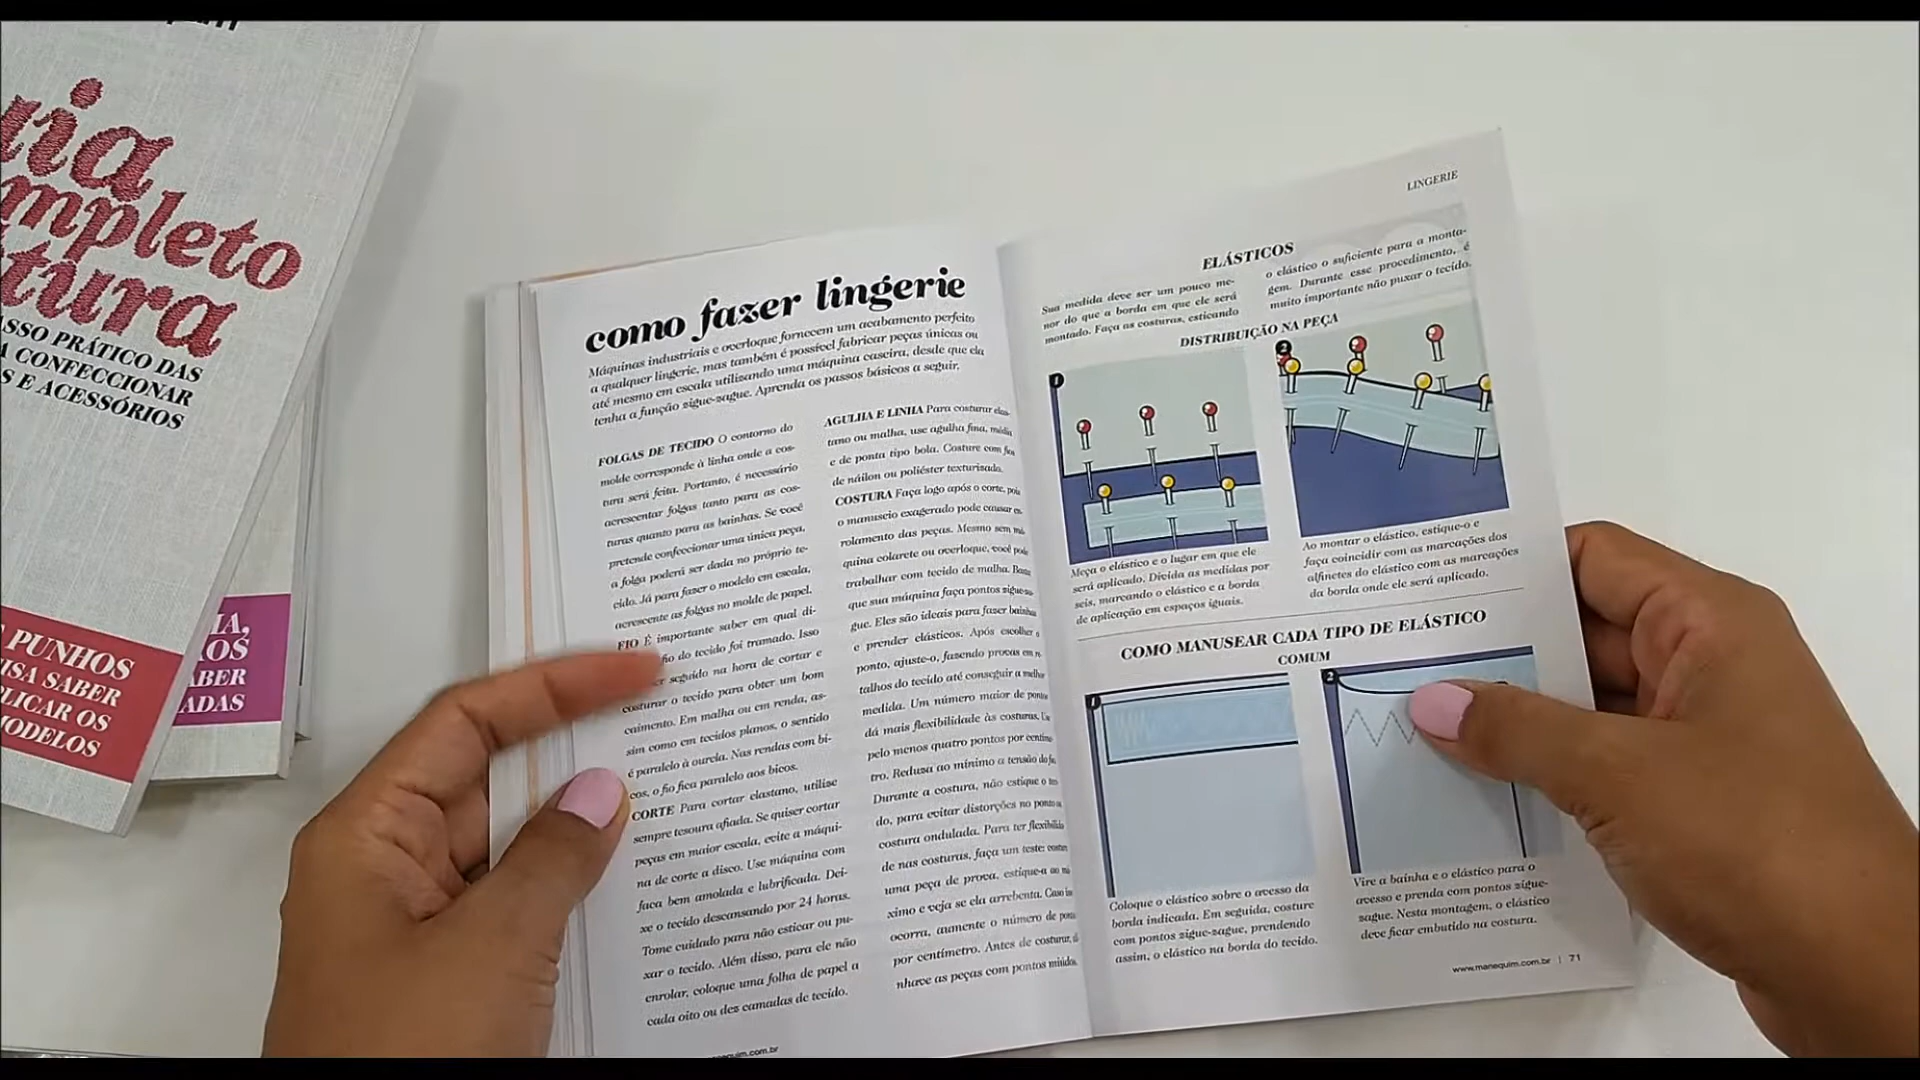 uia
mpleto
tura
ASSO PRÁTICO DAS
A CONFECCIONAR
S E ACESSÓRIOS
PUNHOS
ISA SABER
PLICAR OS
MODELOS
IA,
ROS
ABER
ADAS
como fazer lingerie
Máquinas industriais e overloque fornecem um acabamento perfeito
a qualquer lingerie, mas também é possível fabricar peças únicas ou
até mesmo em escala utilizando uma máquina caseira, desde que ela
tenha a função zigue-zague. Aprenda os passos básicos a seguir.
FOLGAS DE TECIDO O contorno do
molde corresponde à linha onde a cos-
tura será feita. Portanto, é necessário
acrescentar folgas tanto para as cos-
turas quanto para as bainhas. Se você
pretende confeccionar uma única peça,
a folga poderá ser dada no próprio te-
cido. Já para fazer o modelo em escala,
acrescente as folgas no molde de papel.
FIO É importante saber em qual di-
fio do tecido foi tramado. Isso
seguido na hora de cortar e
costurar o tecido para obter um bom
caimento. Em malha ou em renda, as-
sim como em tecidos planos, o sentido
é paralelo à ourela. Nas rendas com bi-
cos, o fio fica paralelo aos bicos.
CORTE Para cortar elastano, utilize
sempre tesoura afiada. Se quiser cortar
peças em maior escala, evite a máqui-
na de corte a disco. Use máquina com
faca bem amolada e lubrificada. Dei-
xe o tecido descansando por 24 horas.
Tome cuidado para não esticar ou pu-
xar o tecido. Além disso, para ele não
enrolar, coloque uma folha de papel a
cada oito ou dez camadas de tecido.
AGULHA E LINHA Para costurar elas-
tano ou malha, use agulha fina, média
e de ponta tipo bola. Costure com fios
de náilon ou poliéster texturizado.
COSTURA Faça logo após o corte, pois
o manuseio exagerado pode causar en-
rolamento das peças. Mesmo sem má-
quina colarete ou overloque, você pode
trabalhar com tecido de malha. Basta
que sua máquina faça pontos zigue-za-
gue. Eles são ideais para fazer bainhas
e prender elásticos. Após escolher o
ponto, ajuste-o, fazendo provas em re-
talhos do tecido até conseguir a melhor
medida. Um número maior de pontos
dá mais flexibilidade às costuras. Use
pelo menos quatro pontos por centíme-
tro. Reduza ao mínimo a tensão do fio.
Durante a costura, não estique o teci-
do, para evitar distorções no ponto ou
costura ondulada. Para ter flexibilida-
de nas costuras, faça um teste: costure
uma peça de prova, estique-a ao má-
ximo e veja se ela arrebenta. Caso is
ocorra, aumente o número de pontos
por centímetro. Antes de costurar, ali-
nhave as peças com pontos miúdos.
manequim.com.br
LINGERIE
ELÁSTICOS
Sua medida deve ser um pouco me-
nor do que a borda em que ele será
montado. Faça as costuras, esticando
o elástico o suficiente para a monta-
gem. Durante esse procedimento, é
muito importante não puxar o tecido.
DISTRIBUIÇÃO NA PEÇA
1
2
Meça o elástico e o lugar em que ele
será aplicado. Divida as medidas por
seis, marcando o elástico e a borda
de aplicação em espaços iguais.
Ao montar o elástico, estique-o e
faça coincidir com as marcações dos
alfinetes do elástico com as marcações
da borda onde ele será aplicado.
COMO MANUSEAR CADA TIPO DE ELÁSTICO
COMUM
1
2
Coloque o elástico sobre o avesso da
borda indicada. Em seguida, costure
com pontos zigue-zague, prendendo
assim, o elástico na borda do tecido.
Vire a bainha e o elástico para o
avesso e prenda com pontos zigue-
zague. Nesta montagem, o elástico
deve ficar embutido na costura.
www.manequim.com.br | 71